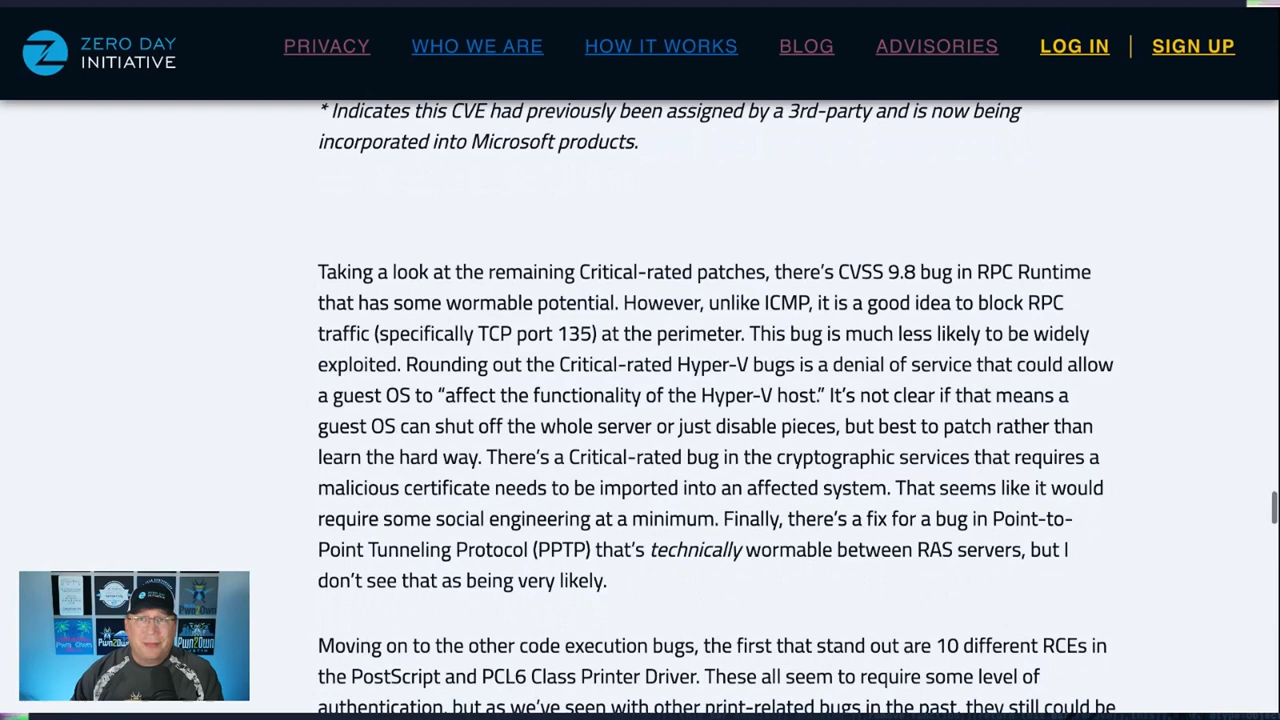 ZERO DAY
INITIATIVE
PRIVACY
WHO WE ARE
HOW IT WORKS
BLOG
ADVISORIES
LOG IN
SIGN UP
* Indicates this CVE had previously been assigned by a 3rd-party and is now being
incorporated into Microsoft products.
Taking a look at the remaining Critical-rated patches, there’s CVSS 9.8 bug in RPC Runtime
that has some wormable potential. However, unlike ICMP, it is a good idea to block RPC
traffic (specifically TCP port 135) at the perimeter. This bug is much less likely to be widely
exploited. Rounding out the Critical-rated Hyper-V bugs is a denial of service that could allow
a guest OS to “affect the functionality of the Hyper-V host.” It’s not clear if that means a
guest OS can shut off the whole server or just disable pieces, but best to patch rather than
learn the hard way. There’s a Critical-rated bug in the cryptographic services that requires a
malicious certificate needs to be imported into an affected system. That seems like it would
require some social engineering at a minimum. Finally, there’s a fix for a bug in Point-to-
Point Tunneling Protocol (PPTP) that’s technically wormable between RAS servers, but I
don’t see that as being very likely.
Moving on to the other code execution bugs, the first that stand out are 10 different RCEs in
the PostScript and PCL6 Class Printer Driver. These all seem to require some level of
authentication, but as we’ve seen with other print-related bugs in the past, they still could be
ZERO DAY
Pwn2Own
Pwn2Own
Pwn2Own